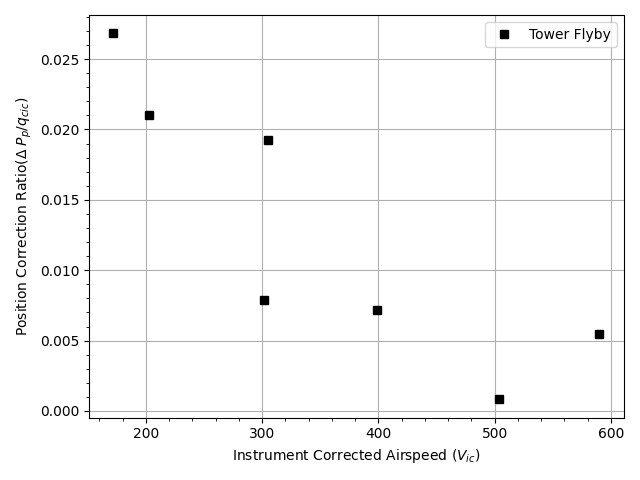 Tower Flyby
0.025
0.020
0.015
0.010
0.005
0.000
Position Correction Ratio(Δ P_p/q_cic)
200 300 400 500 600
Instrument Corrected Airspeed (V_ic)